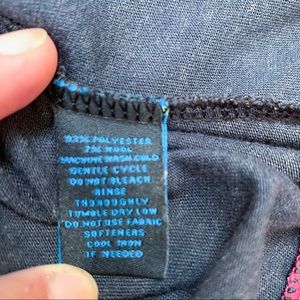 93% POLYESTER
7% WOOL
MACHINE WASH COLD
GENTLE CYCLE
DO NOT BLEACH
RINSE
THOROUGHLY
TUMBLE DRY LOW
DO NOT USE FABRIC
SOFTENERS
COOL IRON
IF NEEDED